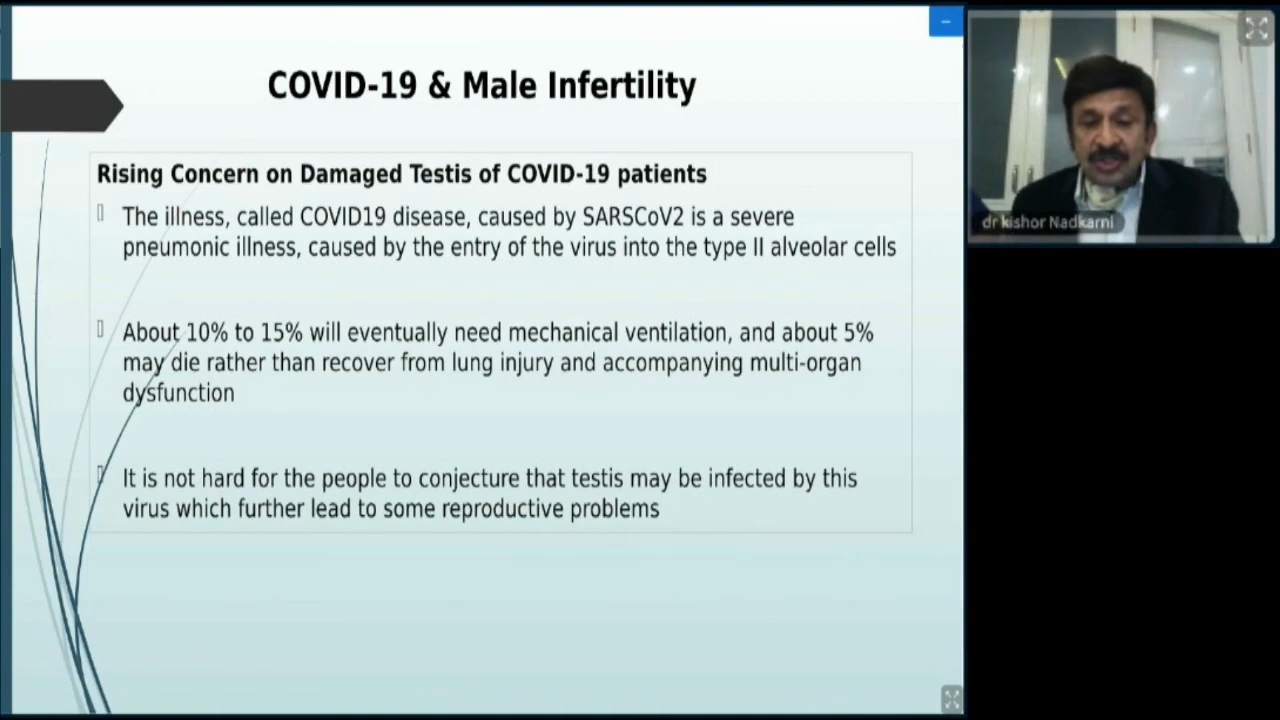 COVID-19 & Male Infertility
Rising Concern on Damaged Testis of COVID-19 patients
The illness, called COVID19 disease, caused by SARSCoV2 is a severe
pneumonic illness, caused by the entry of the virus into the type II alveolar cells
About 10% to 15% will eventually need mechanical ventilation, and about 5%
may die rather than recover from lung injury and accompanying multi-organ
dysfunction
It is not hard for the people to conjecture that testis may be infected by this
virus which further lead to some reproductive problems
dr kishor Nadkarni